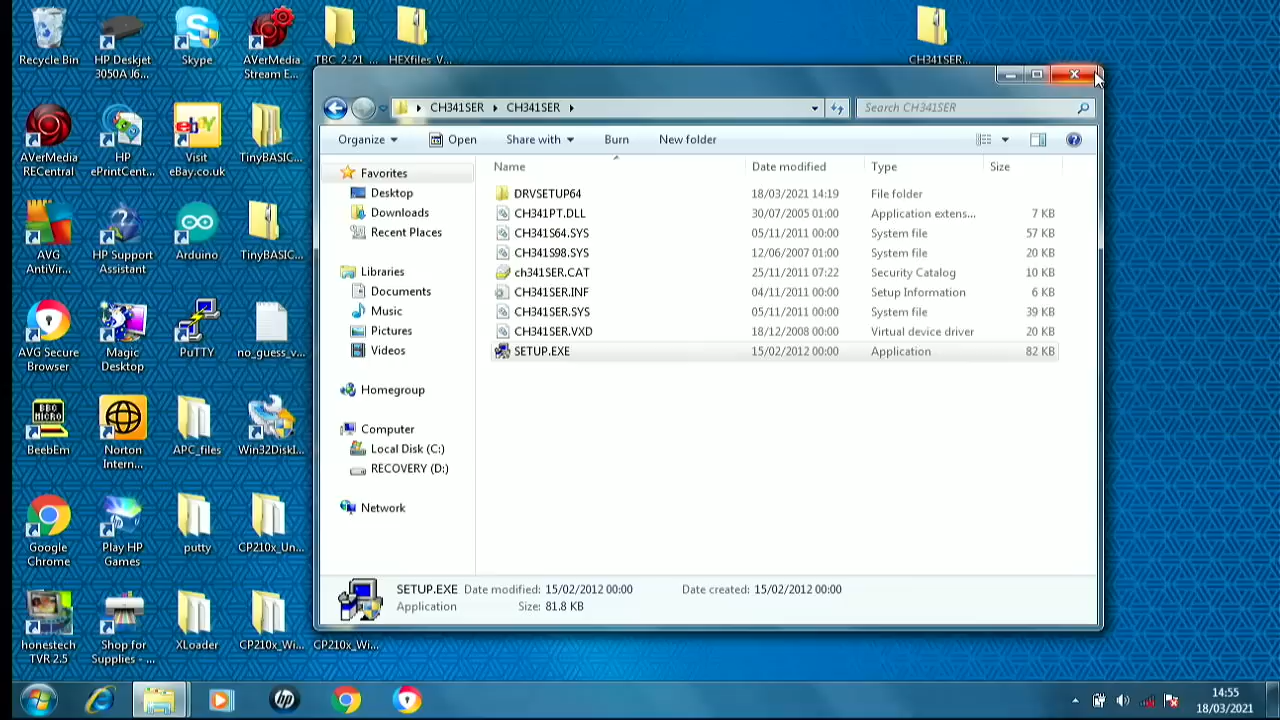 Recycle Bin
HP Deskjet
3050A J6...
Skype
AVerMedia
Stream E...
TBC_2-21_...
HEXfiles_V...
CH341SER...
AVerMedia
RECentral
HP
ePrintCent...
Visit
eBay.co.uk
TinyBASIC...
AVG
AntiVir...
HP Support
Assistant
Arduino
TinyBASIC...
AVG Secure
Browser
Magic
Desktop
PuTTY
no_guess_v...
BBC
MICRO
BeebEm
Norton
Intern...
APC_files
Win32DiskI...
Google
Chrome
Play HP
Games
putty
CP210x_Un...
honestech
TVR 2.5
Shop for
Supplies - ...
XLoader
CP210x_Wi...
CP210x_Wi...
CH341SER
CH341SER
Search CH341SER
Organize
Open
Share with
Burn
New folder
Name
Date modified
Type
Size
Favorites
Desktop
Downloads
Recent Places
Libraries
Documents
Music
Pictures
Videos
Homegroup
Computer
Local Disk (C:)
RECOVERY (D:)
Network
DRVSETUP64 18/03/2021 14:19 File folder
CH341PT.DLL 30/07/2005 01:00 Application extens... 7 KB
CH341S64.SYS 05/11/2011 00:00 System file 57 KB
CH341S98.SYS 12/06/2007 01:00 System file 20 KB
ch341SER.CAT 25/11/2011 07:22 Security Catalog 10 KB
CH341SER.INF 04/11/2011 00:00 Setup Information 6 KB
CH341SER.SYS 05/11/2011 00:00 System file 39 KB
CH341SER.VXD 18/12/2008 00:00 Virtual device driver 20 KB
SETUP.EXE 15/02/2012 00:00 Application 82 KB
SETUP.EXE Date modified: 15/02/2012 00:00 Date created: 15/02/2012 00:00
Application Size: 81.8 KB
hp
14:55
18/03/2021